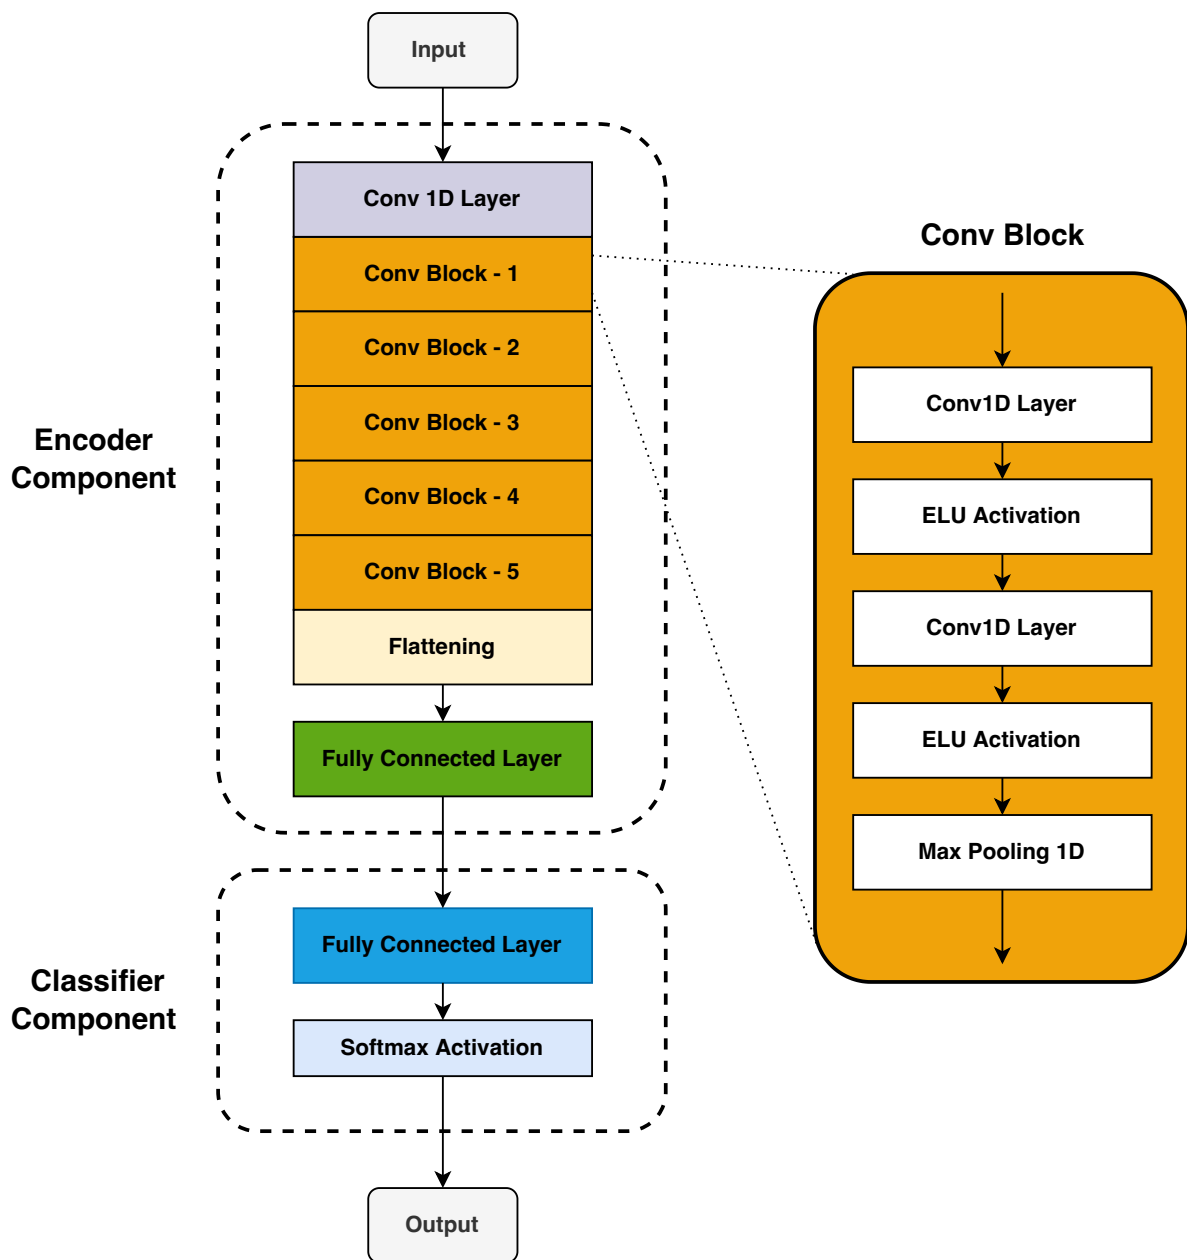 Input
Conv 1D Layer
Conv Block - 1
Conv Block - 2
Conv Block - 3
Conv Block - 4
Conv Block - 5
Flattening
Fully Connected Layer
Encoder
Component
Fully Connected Layer
Softmax Activation
Classifier
Component
Output
Conv Block
Conv1D Layer
ELU Activation
Conv1D Layer
ELU Activation
Max Pooling 1D